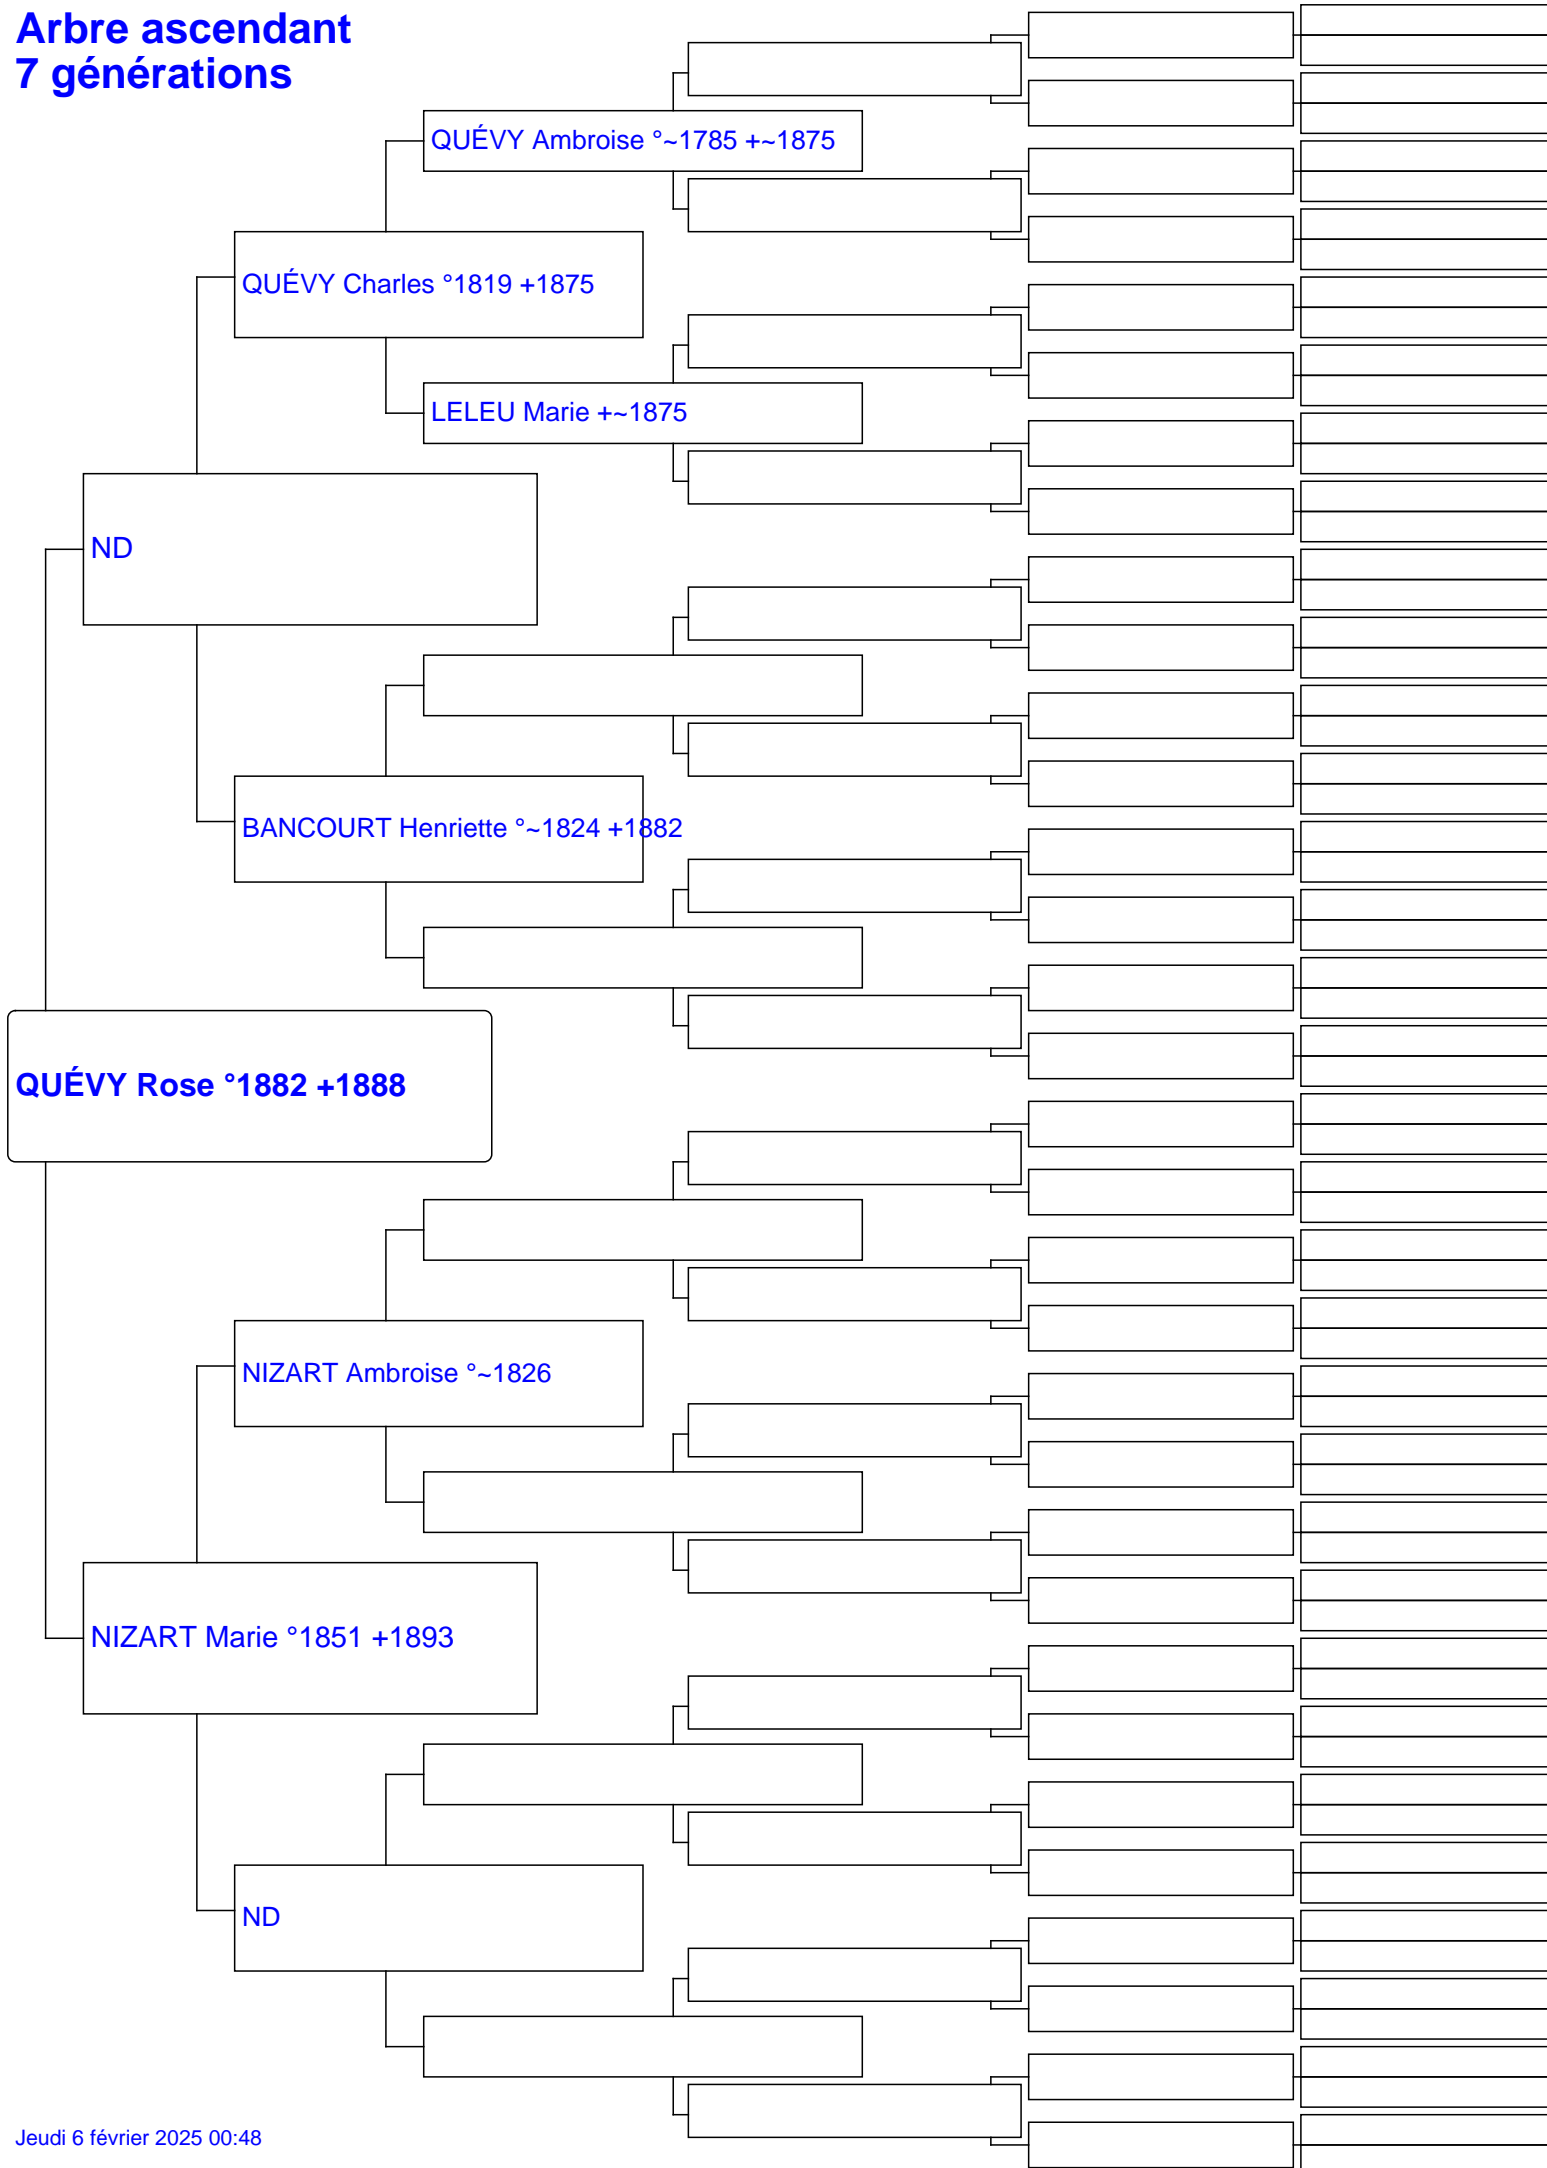 Arbre ascendant
7 générations
QUÉVY Ambroise °~1785 +~1875
QUÉVY Charles °1819 +1875
LELEU Marie +~1875
ND
BANCOURT Henriette °~1824 +1882
QUÉVY Rose °1882 +1888
NIZART Ambroise °~1826
NIZART Marie °1851 +1893
ND
Jeudi 6 février 2025 00:48